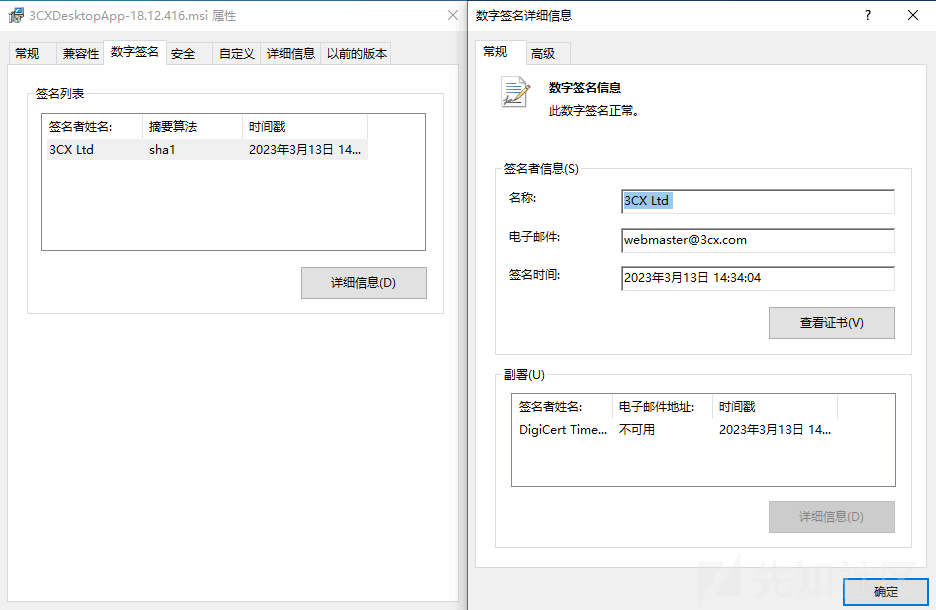 3CXDesktopApp-18.12.416.msi 属性
常规 兼容性 数字签名 安全 自定义 详细信息 以前的版本
签名列表
签名者姓名: 摘要算法 时间戳
3CX Ltd sha1 2023年3月13日 14...
详细信息(D)
数字签名详细信息 ?
常规 高级
数字签名信息
此数字签名正常。
签名者信息(S)
名称: 3CX Ltd
电子邮件: webmaster@3cx.com
签名时间: 2023年3月13日 14:34:04
查看证书(V)
副署(U)
签名者姓名: 电子邮件地址: 时间戳
DigiCert Time... 不可用 2023年3月13日 14...
详细信息(D)
先知社区
确定